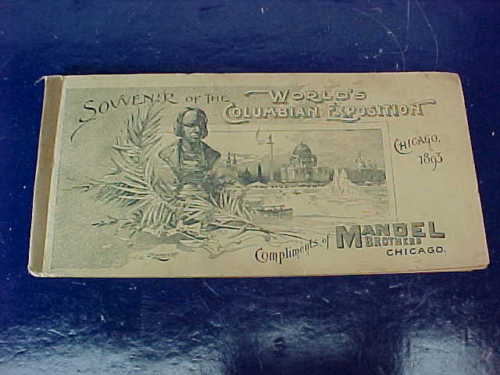 SOUVENIR OF THE WORLD'S
COLUMBIAN EXPOSITION
CHICAGO,
1893
Compliments of MANDEL
BROTHERS
CHICAGO.